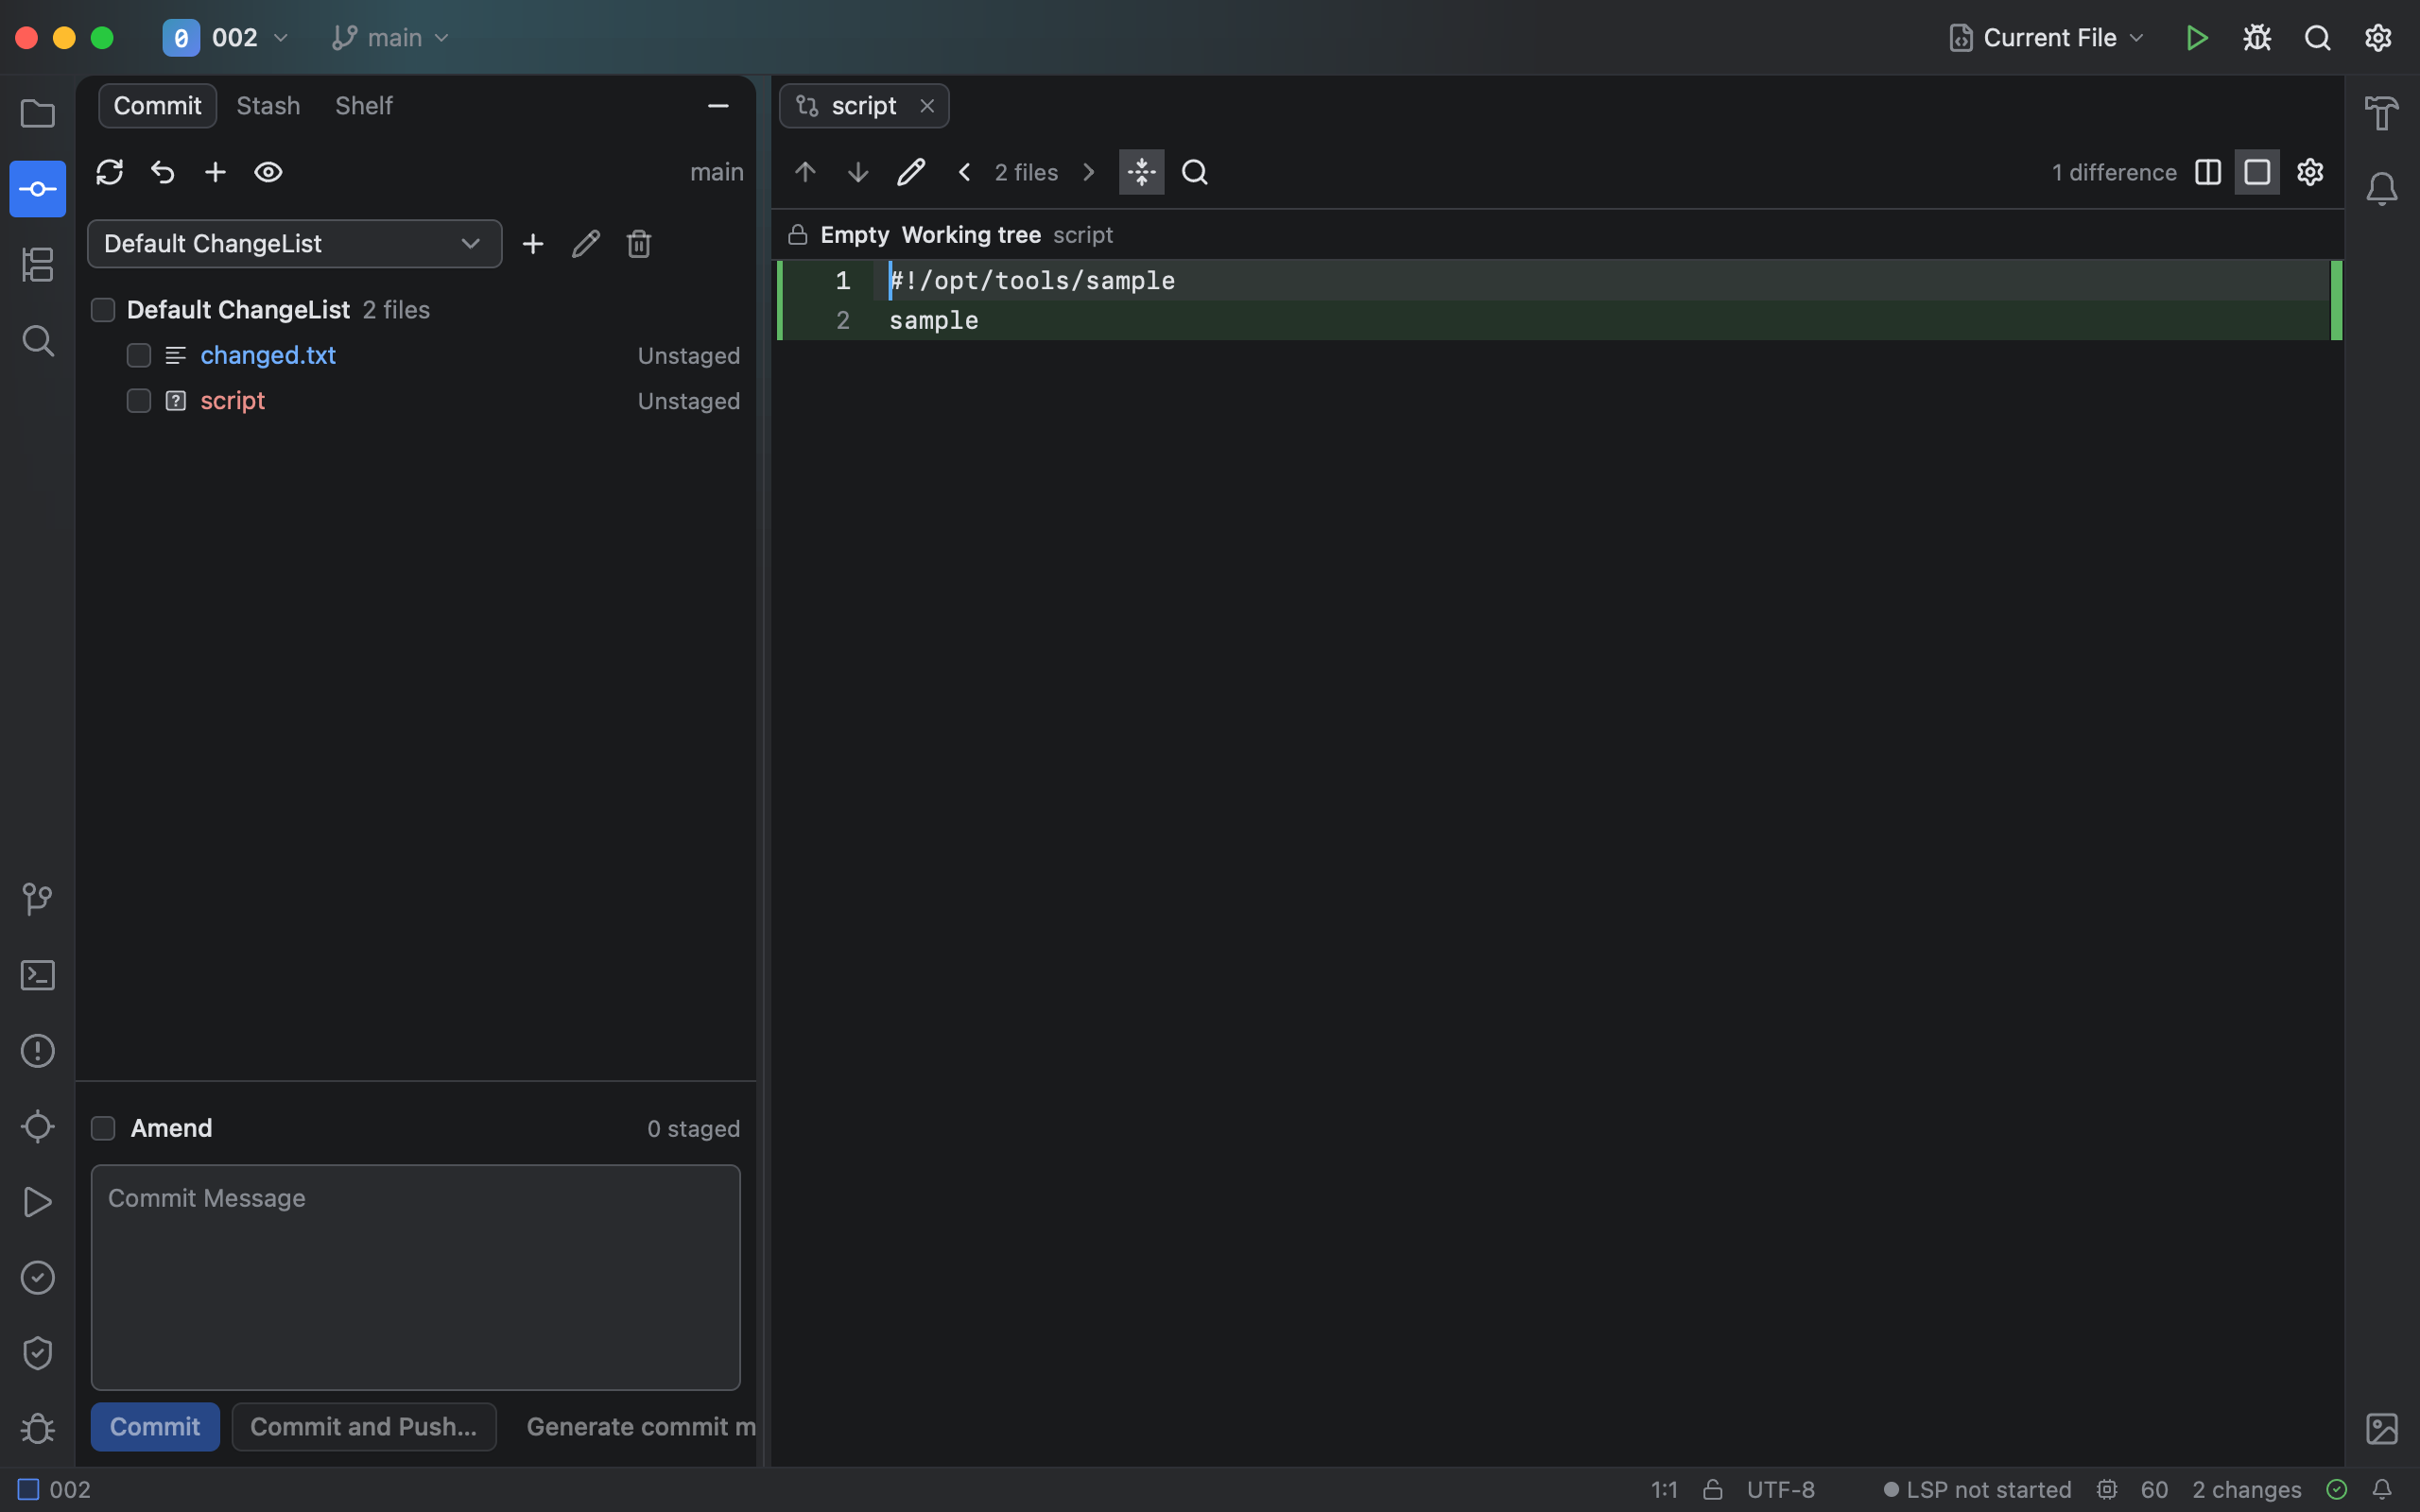 0 002 main Current File
Commit Stash Shelf script
main 2 files 1 difference
Default ChangeList Empty Working tree script
Default ChangeList 2 files
changed.txt Unstaged
script Unstaged
1 #!/opt/tools/sample
2 sample
Amend 0 staged
Commit Message
Commit Commit and Push... Generate commit m
002 1:1 UTF-8 LSP not started 60 2 changes